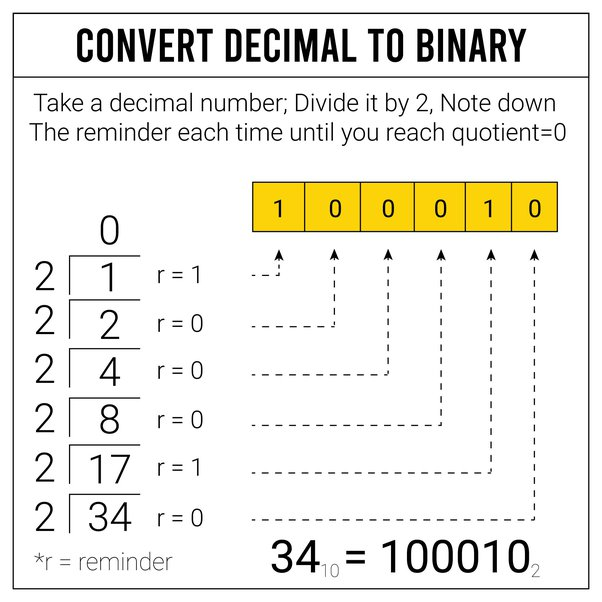 CONVERT DECIMAL TO BINARY
Take a decimal number; Divide it by 2, Note down
The reminder each time until you reach quotient=0
1 0 0 0 1 0
0
2 1 r = 1
2 2 r = 0
2 4 r = 0
2 8 r = 0
2 17 r = 1
2 34 r = 0
*r = reminder
34₁₀ = 100010₂